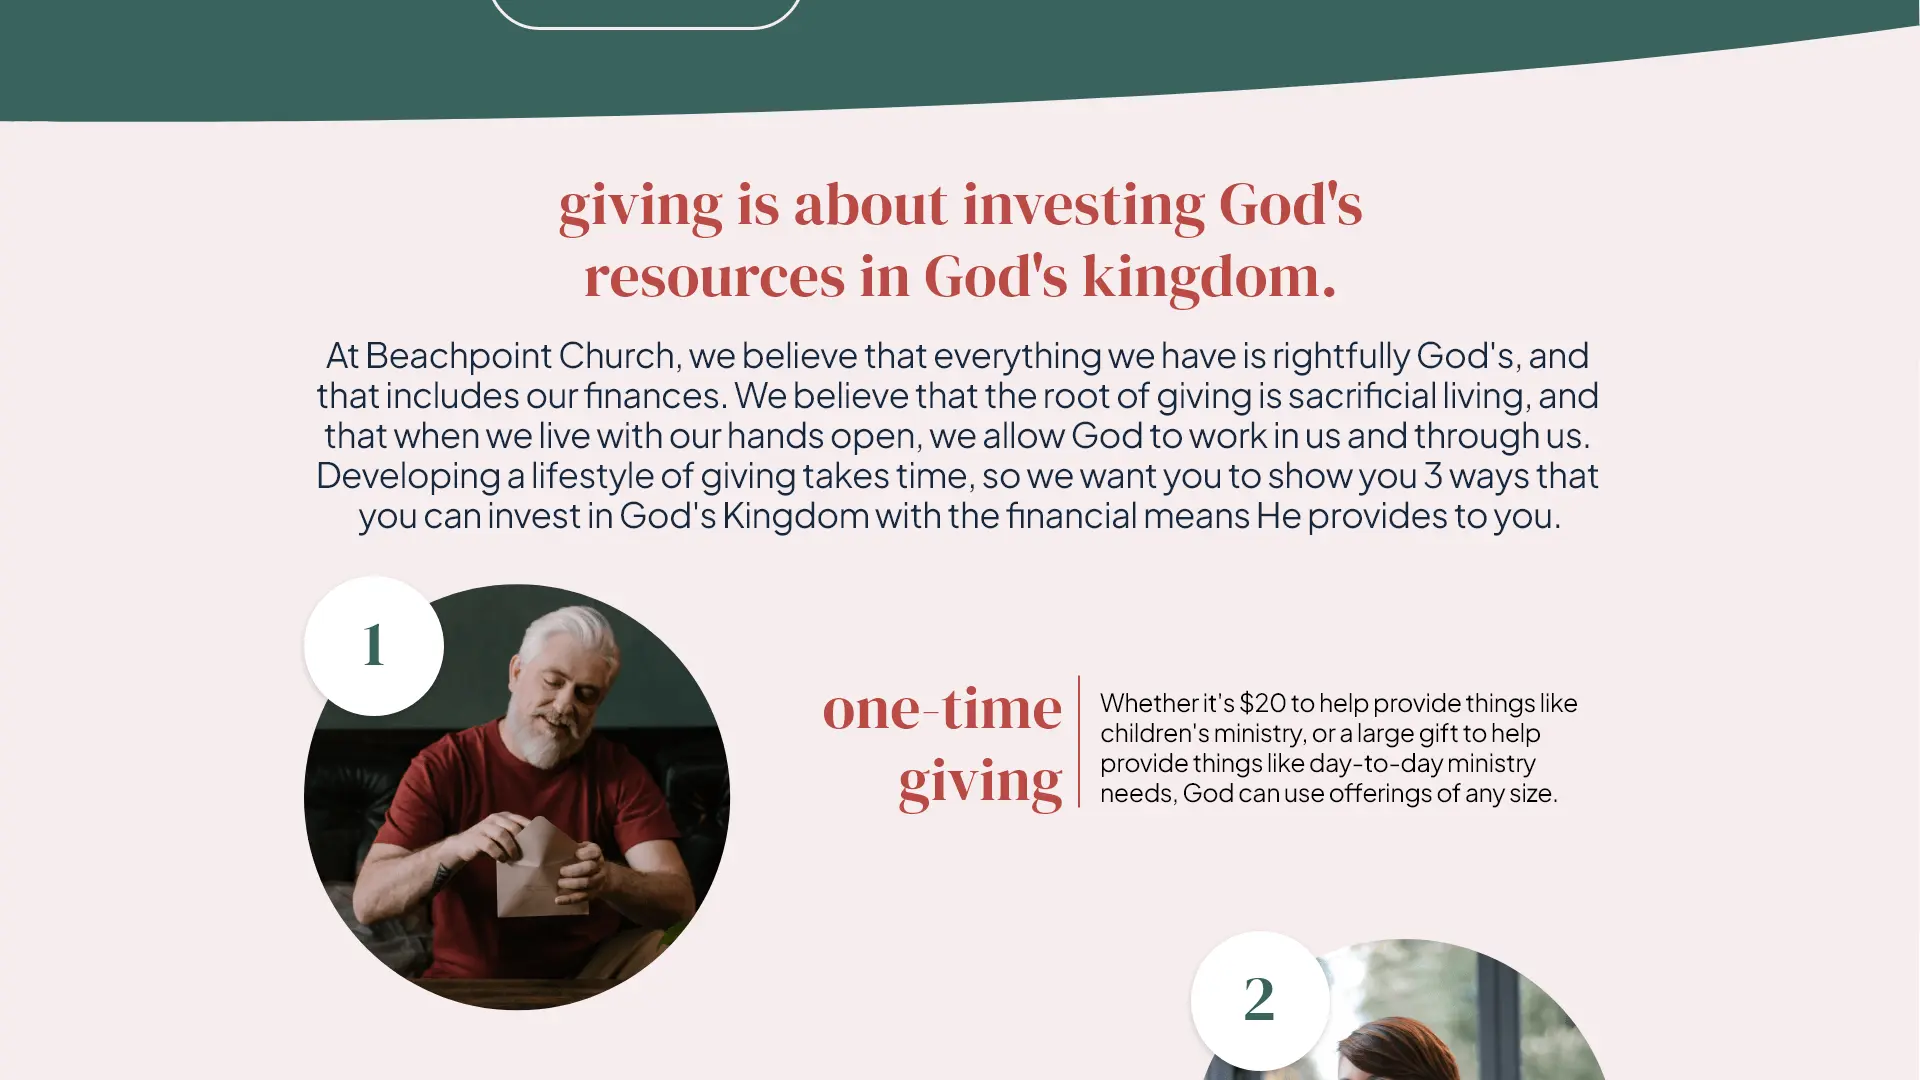 giving is about investing God's
resources in God's kingdom.
At Beachpoint Church, we believe that everything we have is rightfully God's, and
that includes our finances. We believe that the root of giving is sacrificial living, and
that when we live with our hands open, we allow God to work in us and through us.
Developing a lifestyle of giving takes time, so we want you to show you 3 ways that
you can invest in God's Kingdom with the financial means He provides to you.
1
one-time
giving
Whether it's $20 to help provide things like
children's ministry, or a large gift to help
provide things like day-to-day ministry
needs, God can use offerings of any size.
2